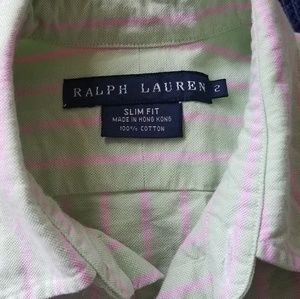 RALPH LAUREN
2
SLIM FIT
MADE IN HONG KONG
100% COTTON